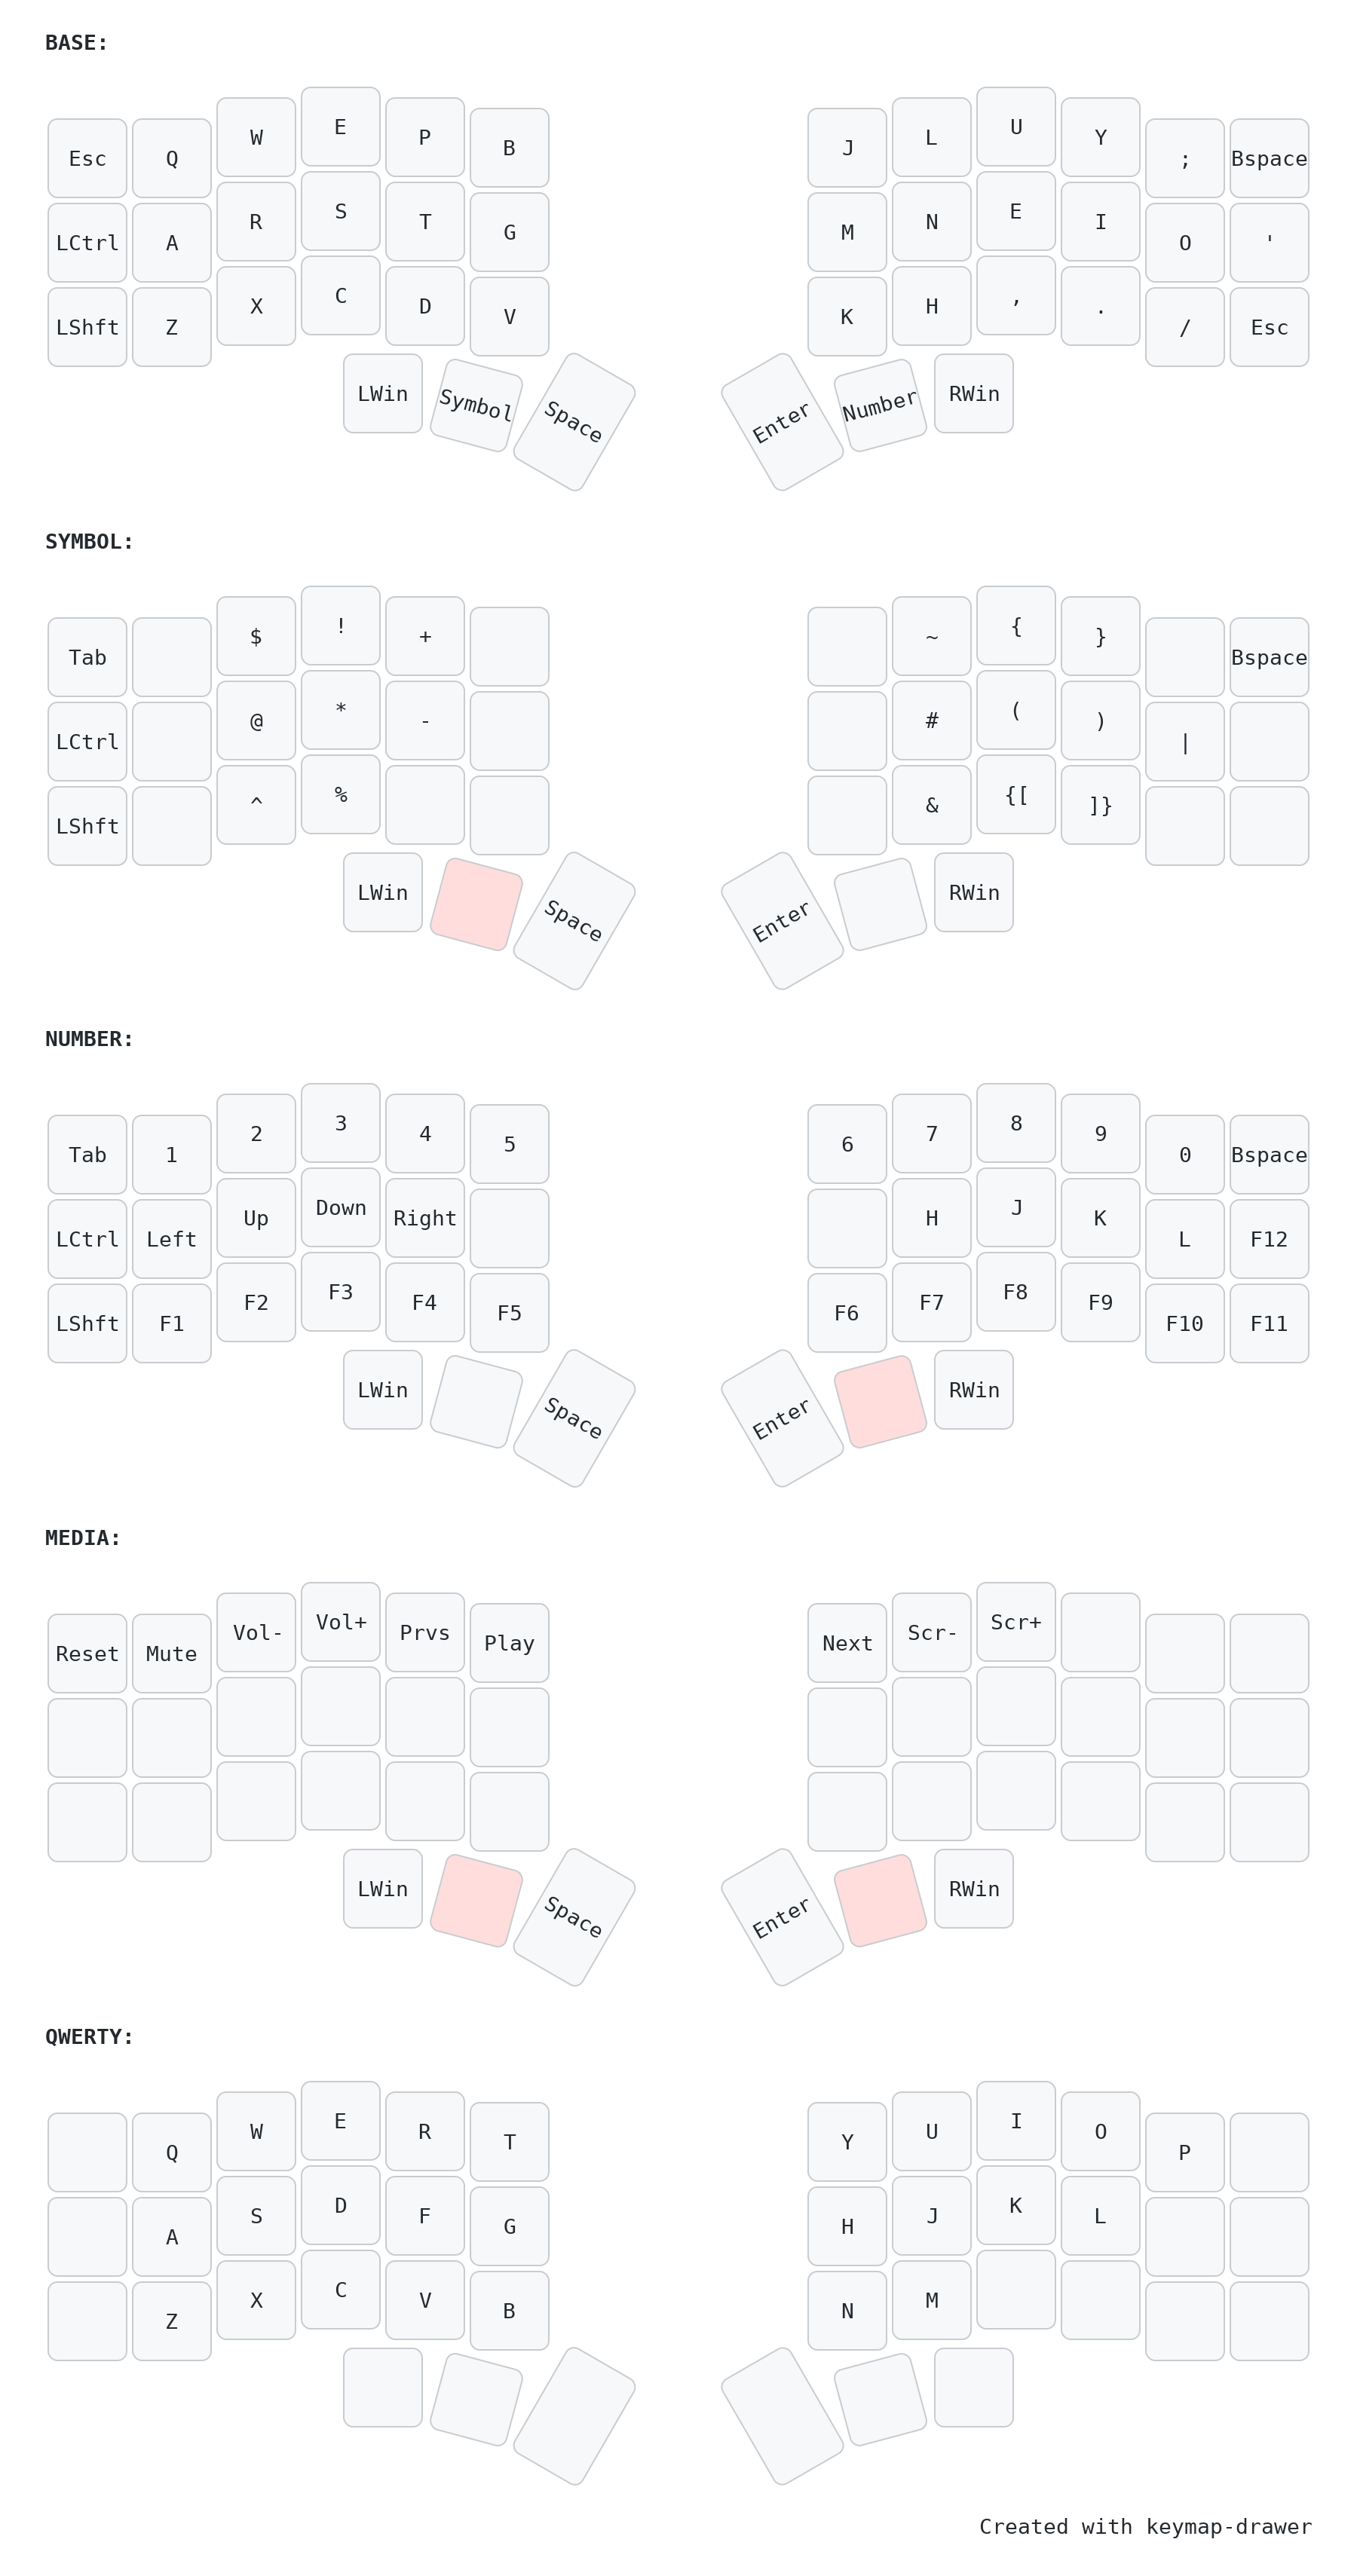 BASE:
Esc Q W E P B J L U Y ; Bspace
LCtrl A R S T G M N E I O '
LShft Z X C D V K H , . / Esc
LWin Symbol Space Enter Number RWin
SYMBOL:
Tab $ ! + ~ { } Bspace
LCtrl @ * - # ( ) |
LShft ^ % & {[ ]}
LWin Space Enter RWin
NUMBER:
Tab 1 2 3 4 5 6 7 8 9 0 Bspace
LCtrl Left Up Down Right H J K L F12
LShft F1 F2 F3 F4 F5 F6 F7 F8 F9 F10 F11
LWin Space Enter RWin
MEDIA:
Reset Mute Vol- Vol+ Prvs Play Next Scr- Scr+
LWin Space Enter RWin
QWERTY:
Q W E R T Y U I O P
A S D F G H J K L
Z X C V B N M
Created with keymap-drawer